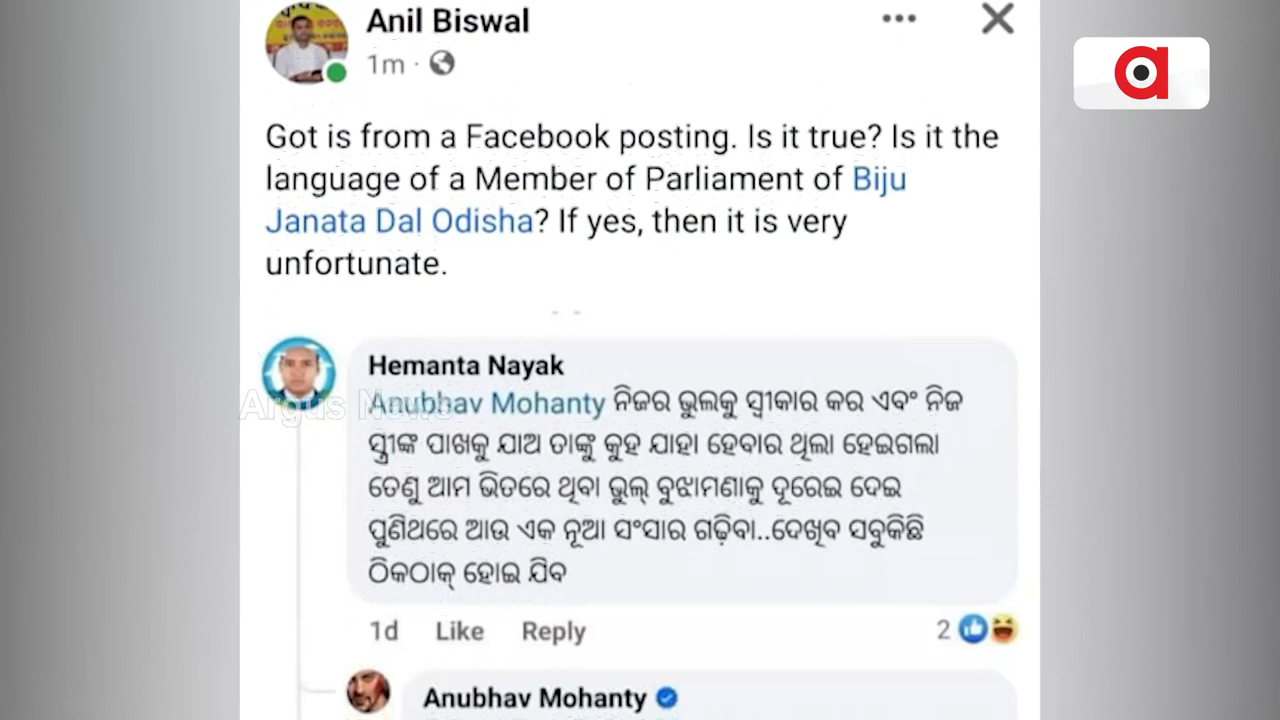 Anil Biswal
1m ·
Got is from a Facebook posting. Is it true? Is it the
language of a Member of Parliament of Biju
Janata Dal Odisha? If yes, then it is very
unfortunate.
Hemanta Nayak
Anubhav Mohanty ନିଜର ଭୁଲକୁ ସ୍ୱୀକାର କର ଏବଂ ନିଜ
ସ୍ତ୍ରୀଙ୍କ ପାଖକୁ ଯାଅ ତାଙ୍କୁ କୁହ ଯାହା ହେବାର ଥିଲା ହେଇଗଲା
ତେଣୁ ଆମ ଭିତରେ ଥିବା ଭୁଲ୍ ବୁଝାମଣାକୁ ଦୂରେଇ ଦେଇ
ପୁଣିଥରେ ଆଉ ଏକ ନୂଆ ସଂସାର ଗଢ଼ିବା..ଦେଖିବ ସବୁକିଛି
ଠିକଠାକ୍ ହୋଇ ଯିବ
Argus News
1d Like Reply 2
Anubhav Mohanty